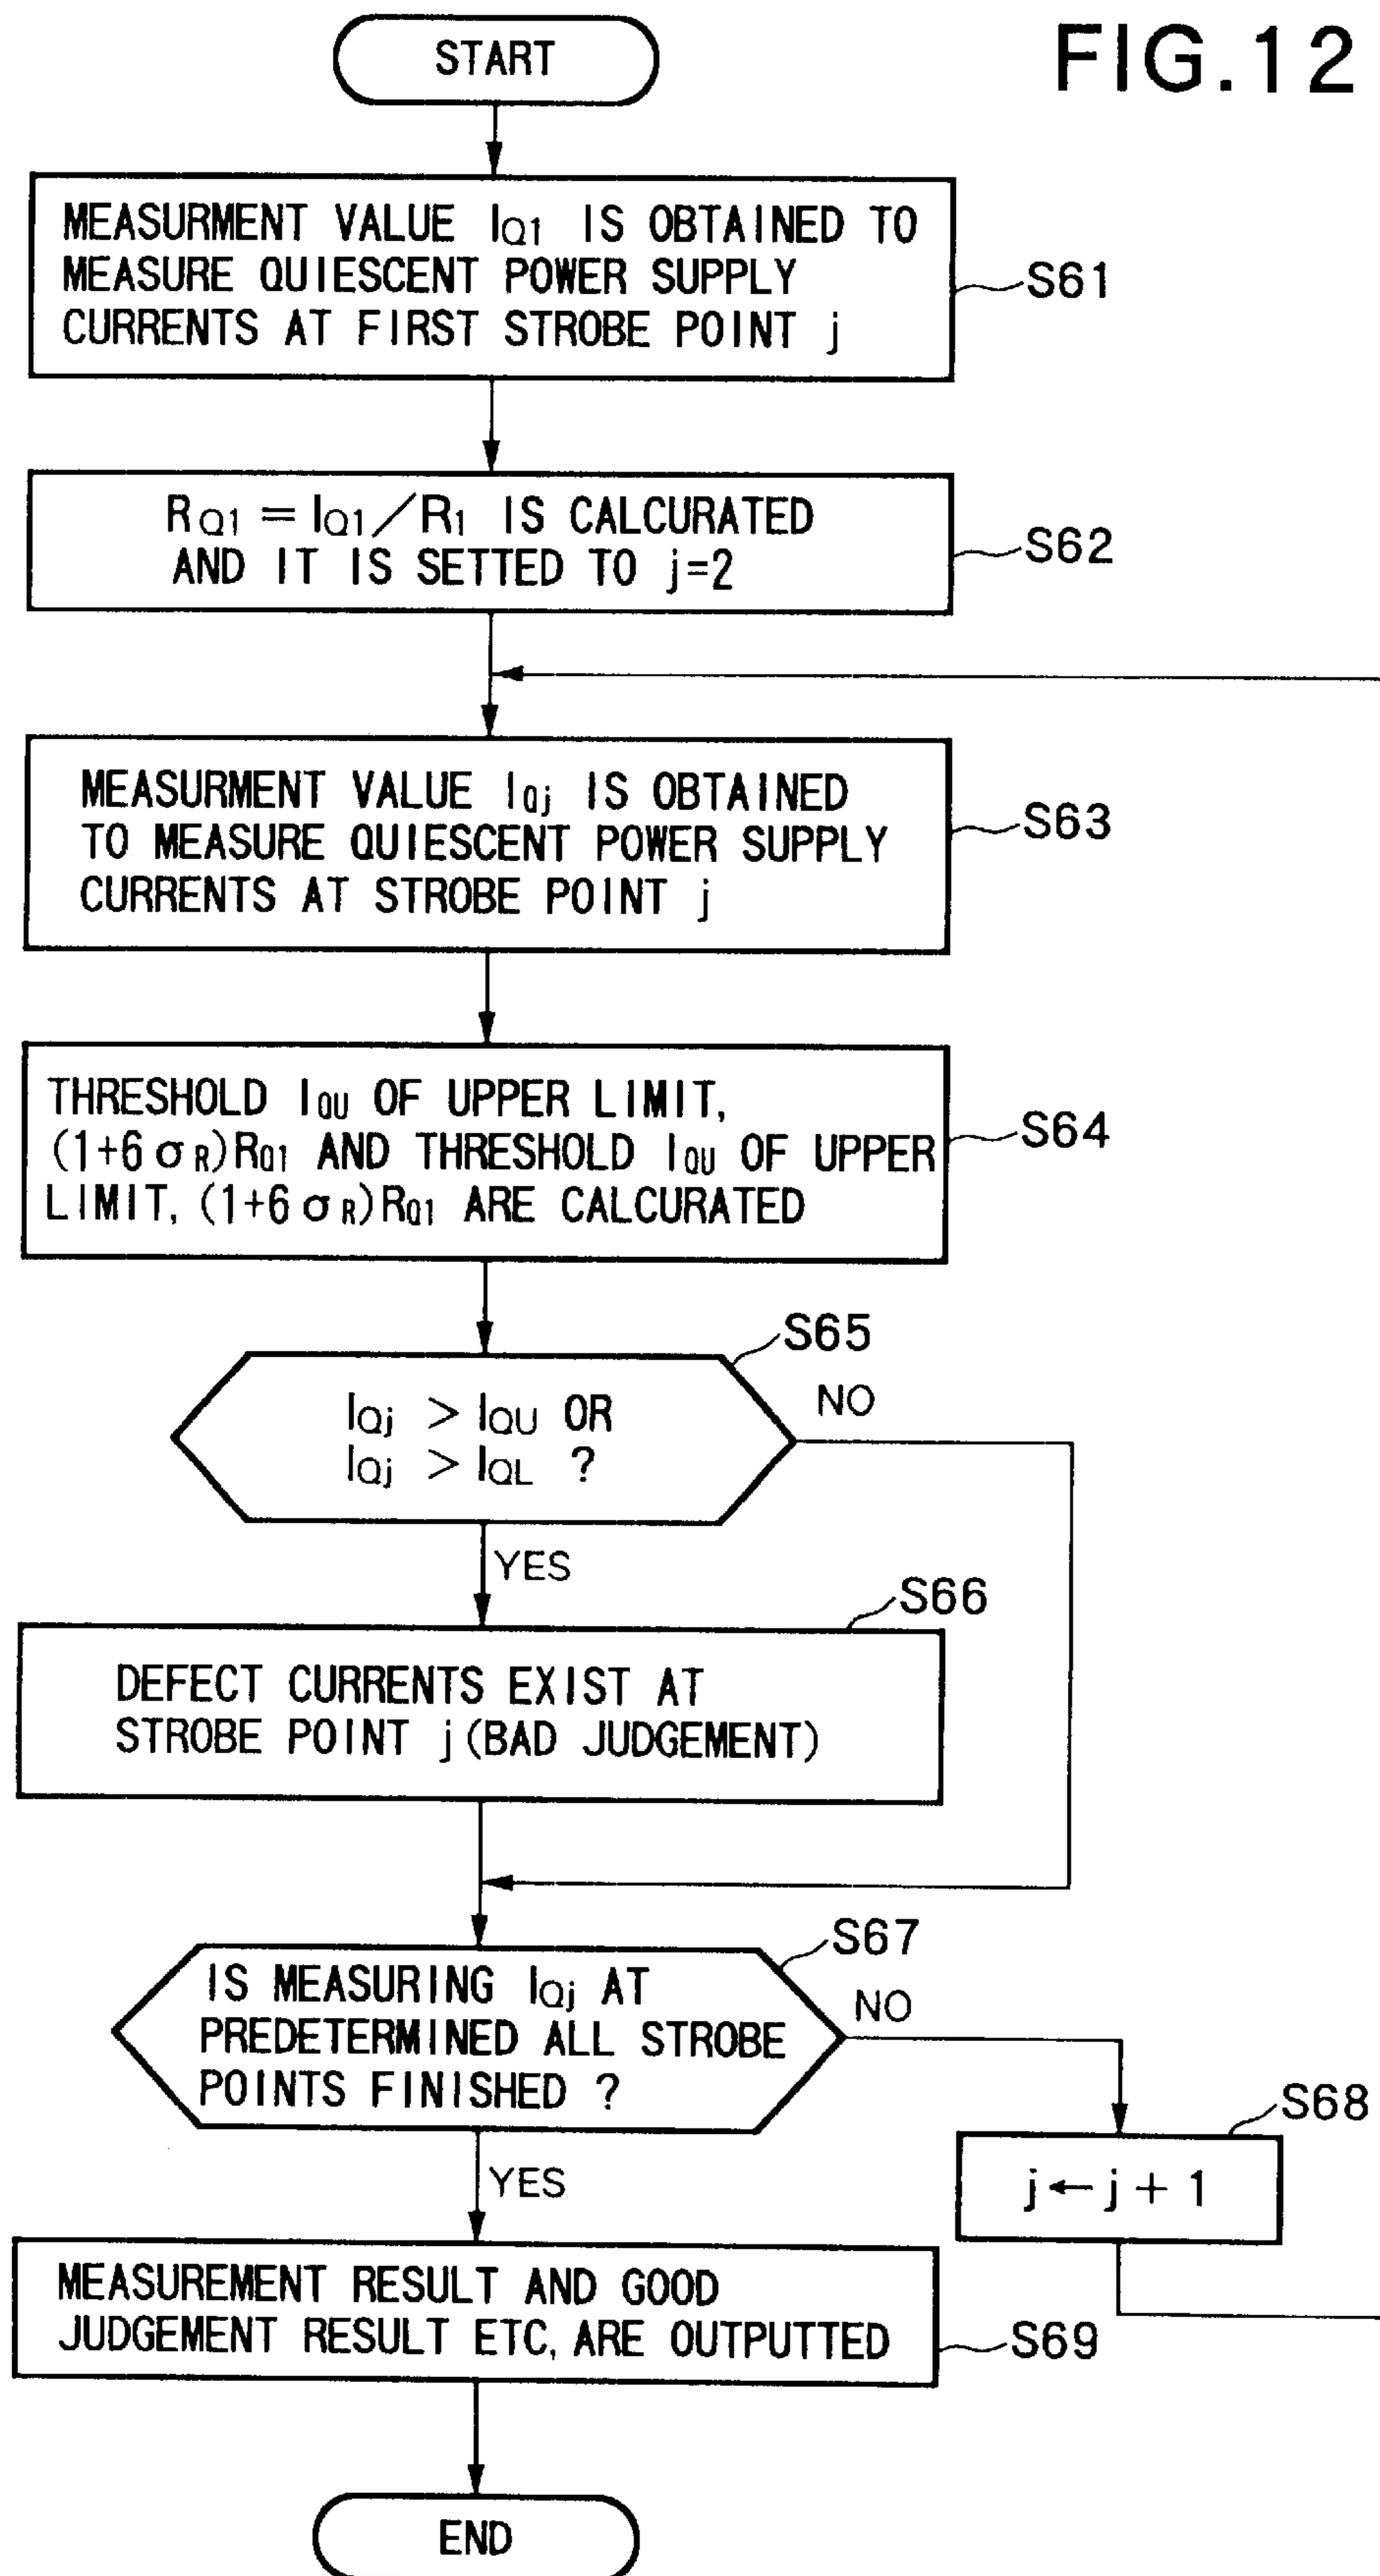 FIG.12
START
MEASURMENT VALUE IQ1 IS OBTAINED TO
MEASURE QUIESCENT POWER SUPPLY
CURRENTS AT FIRST STROBE POINT j
S61
RQ1 = IQ1／R1 IS CALCURATED
AND IT IS SETTED TO j=2
S62
MEASURMENT VALUE IQj IS OBTAINED
TO MEASURE QUIESCENT POWER SUPPLY
CURRENTS AT STROBE POINT j
S63
THRESHOLD IQU OF UPPER LIMIT,
(1+6σR)RQ1 AND THRESHOLD IQU OF UPPER
LIMIT, (1+6σR)RQ1 ARE CALCURATED
S64
S65
IQj > IQU OR
IQj > IQL ?
NO
YES
S66
DEFECT CURRENTS EXIST AT
STROBE POINT j(BAD JUDGEMENT)
S67
IS MEASURING IQj AT
PREDETERMINED ALL STROBE
POINTS FINISHED ?
NO
S68
j←j+1
YES
MEASUREMENT RESULT AND GOOD
JUDGEMENT RESULT ETC, ARE OUTPUTTED
S69
END